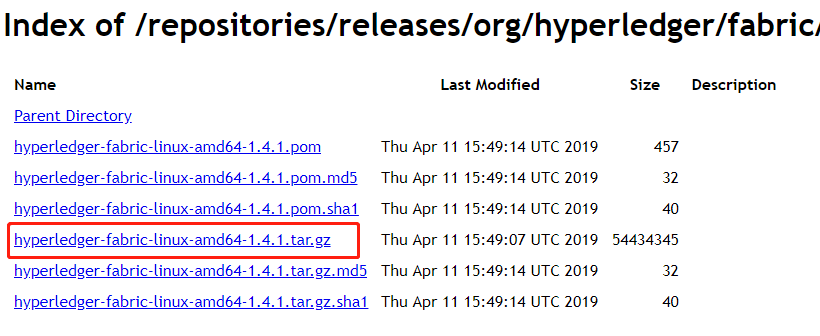 Index of /repositories/releases/org/hyperledger/fabric/
Name Last Modified Size Description
Parent Directory
hyperledger-fabric-linux-amd64-1.4.1.pom Thu Apr 11 15:49:14 UTC 2019 457
hyperledger-fabric-linux-amd64-1.4.1.pom.md5 Thu Apr 11 15:49:14 UTC 2019 32
hyperledger-fabric-linux-amd64-1.4.1.pom.sha1 Thu Apr 11 15:49:14 UTC 2019 40
hyperledger-fabric-linux-amd64-1.4.1.tar.gz Thu Apr 11 15:49:07 UTC 2019 54434345
hyperledger-fabric-linux-amd64-1.4.1.tar.gz.md5 Thu Apr 11 15:49:14 UTC 2019 32
hyperledger-fabric-linux-amd64-1.4.1.tar.gz.sha1 Thu Apr 11 15:49:14 UTC 2019 40